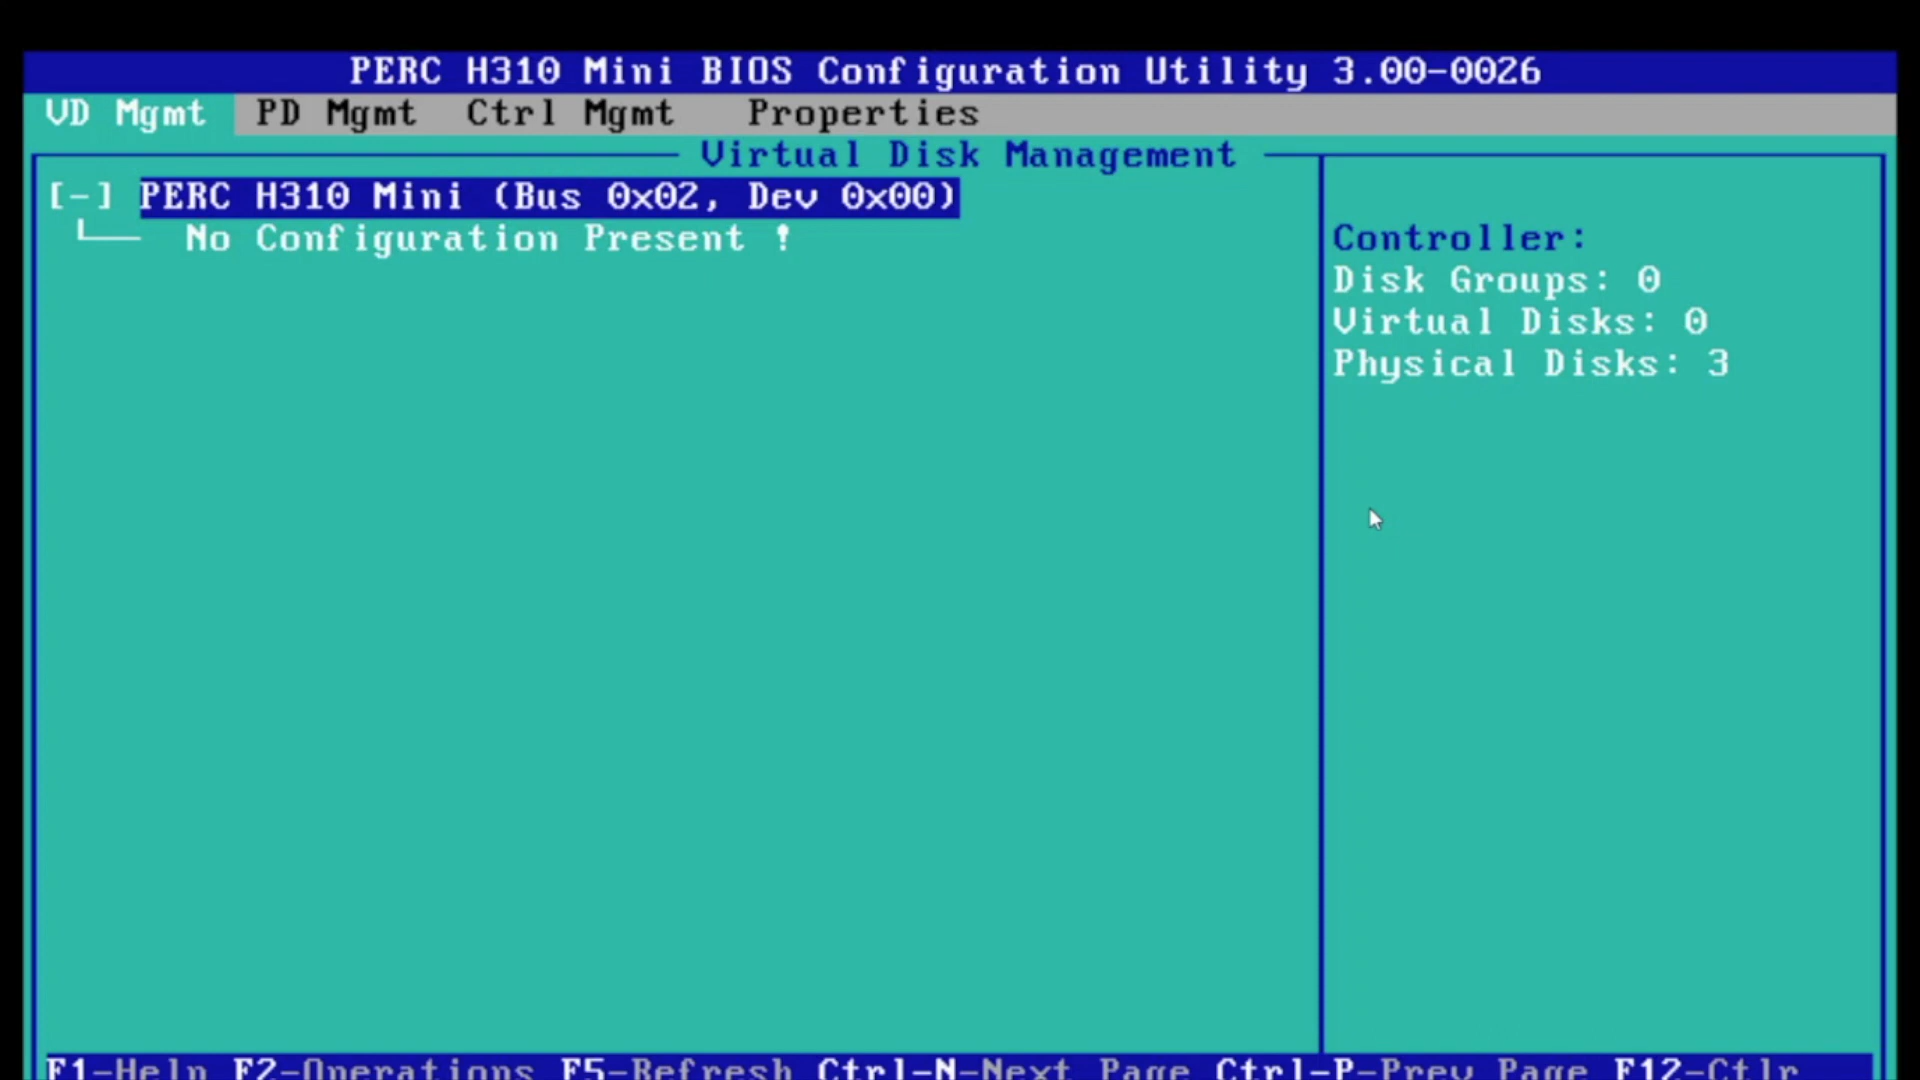 PERC H310 Mini BIOS Configuration Utility 3.00-0026
VD Mgmt PD Mgmt Ctrl Mgmt Properties
Virtual Disk Management
[-] PERC H310 Mini (Bus 0x02, Dev 0x00)
No Configuration Present !
Controller:
Disk Groups: 0
Virtual Disks: 0
Physical Disks: 3
F1-Help F2-Operations F5-Refresh Ctrl-N-Next Page Ctrl-P-Prev Page F12-Ctlr